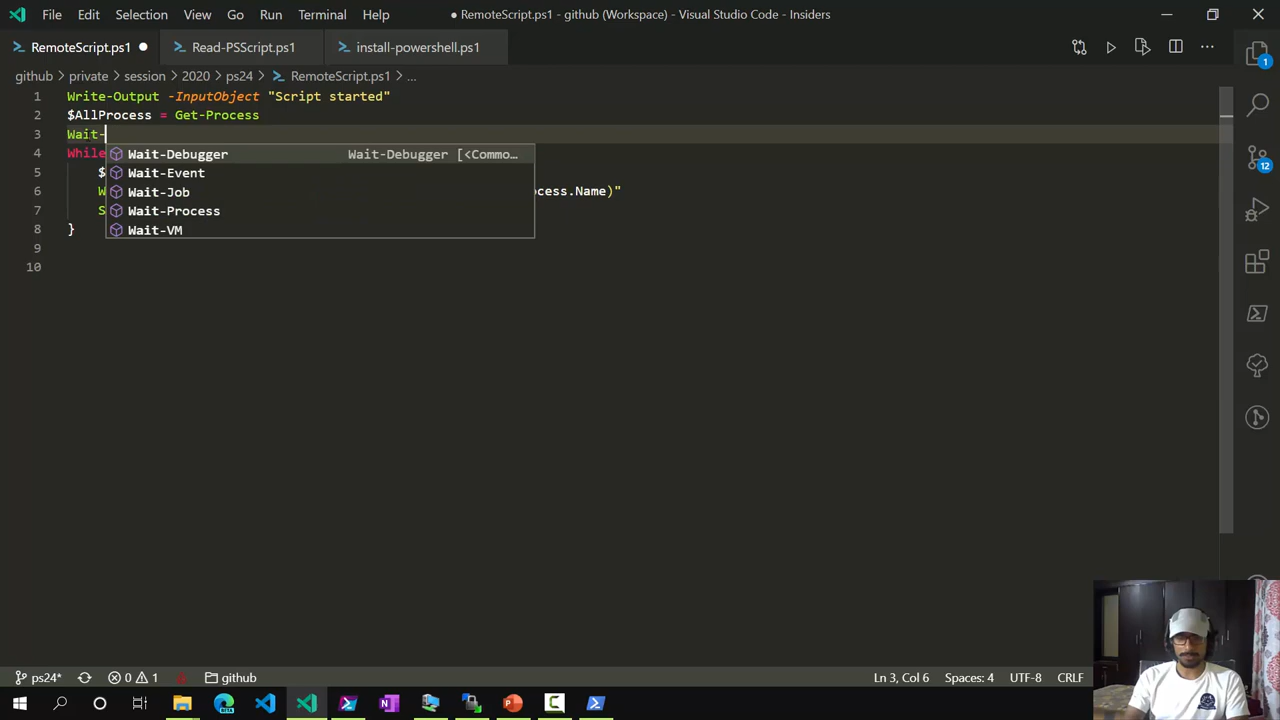 File Edit Selection View Go Run Terminal Help
● RemoteScript.ps1 - github (Workspace) - Visual Studio Code - Insiders
RemoteScript.ps1 ● Read-PSScript.ps1 install-powershell.ps1
github > private > session > 2020 > ps24 > RemoteScript.ps1 > ...
1 Write-Output -InputObject "Script started"
2 $AllProcess = Get-Process
3 Wait-
4 While
Wait-Debugger Wait-Debugger [<Commo…
5 $
Wait-Event
6 W
Wait-Job
ocess.Name)"
7 S
Wait-Process
8 }
Wait-VM
9
10
1
12
ps24* 0 1 github Ln 3, Col 6 Spaces: 4 UTF-8 CRLF